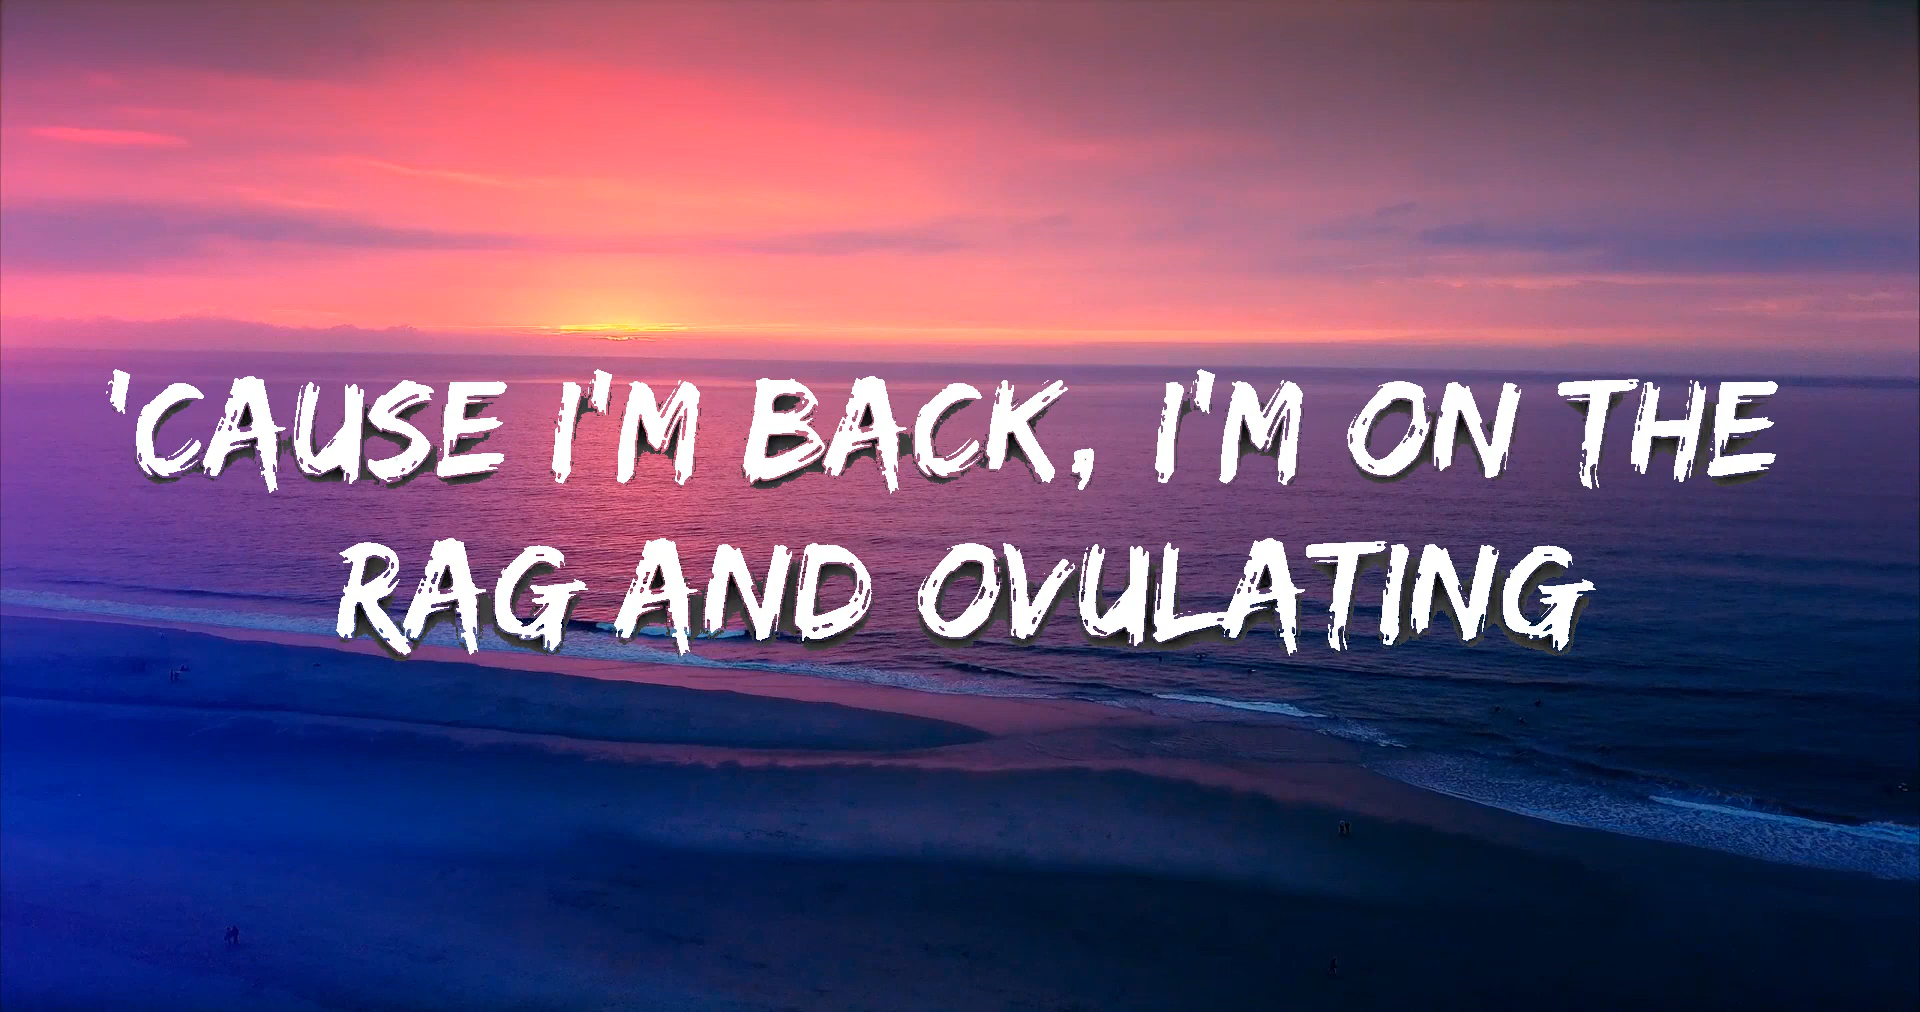 'CAUSE I'M BACK, I'M ON THE
RAG AND OVULATING